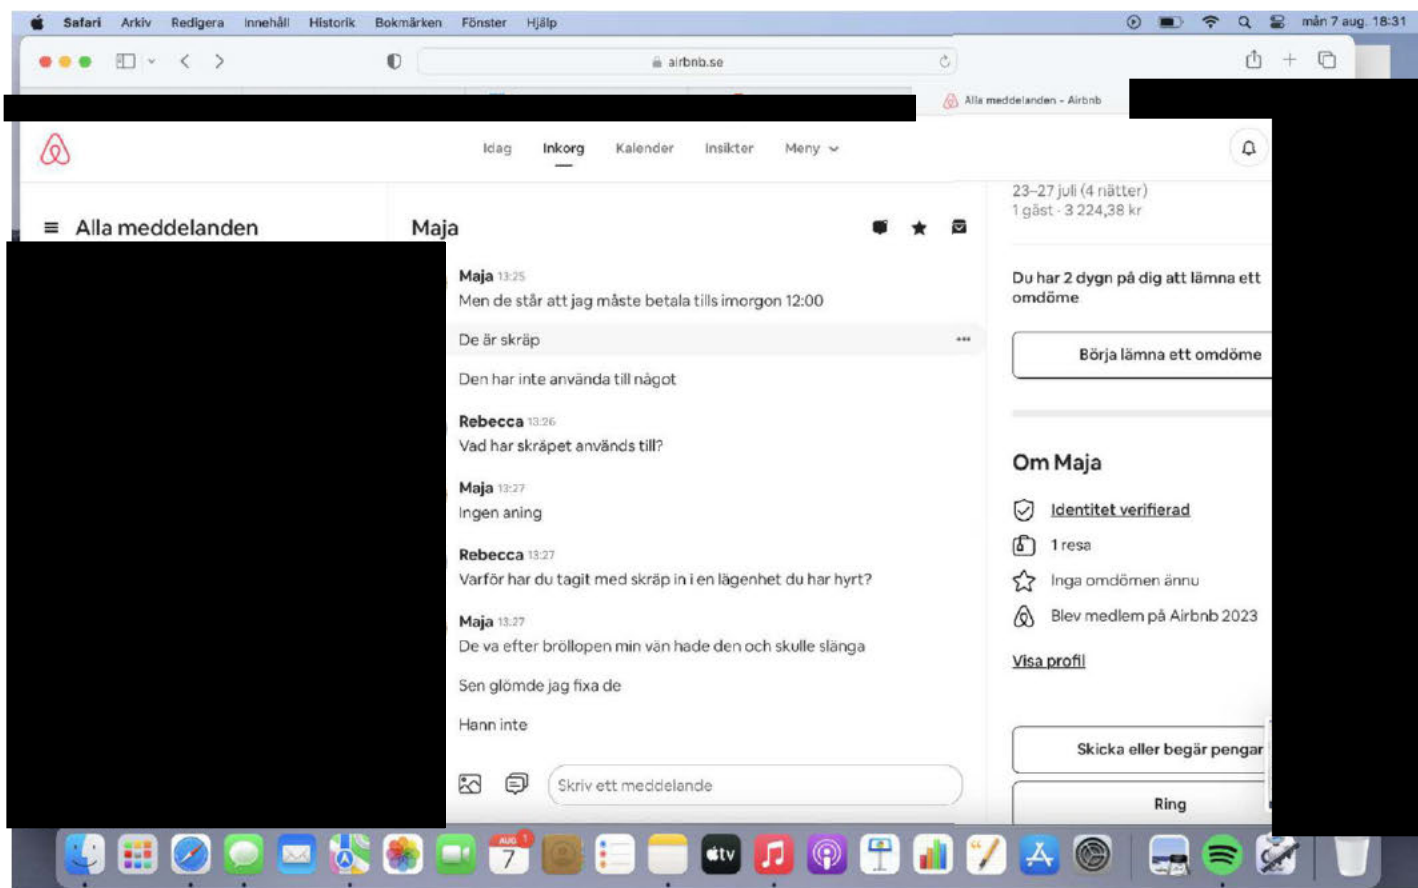 Safari Arkiv Redigera Innehåll Historik Bokmärken Fönster Hjälp
mån 7 aug. 18:31
airbnb.se
Alla meddelanden – Airbnb
Idag Inkorg Kalender Insikter Meny
Alla meddelanden
Maja
Maja 13:25
Men de står att jag måste betala tills imorgon 12:00
De är skräp
Den har inte använda till något
Rebecca 13:26
Vad har skräpet används till?
Maja 13:27
Ingen aning
Rebecca 13:27
Varför har du tagit med skräp in i en lägenhet du har hyrt?
Maja 13:27
De va efter bröllopen min vän hade den och skulle slänga
Sen glömde jag fixa de
Hann inte
Skriv ett meddelande
23–27 juli (4 nätter)
1 gäst · 3 224,38 kr
Du har 2 dygn på dig att lämna ett
omdöme
Börja lämna ett omdöme
Om Maja
Identitet verifierad
1 resa
Inga omdömen ännu
Blev medlem på Airbnb 2023
Visa profil
Skicka eller begär pengar
Ring
AUG
7
1
tv